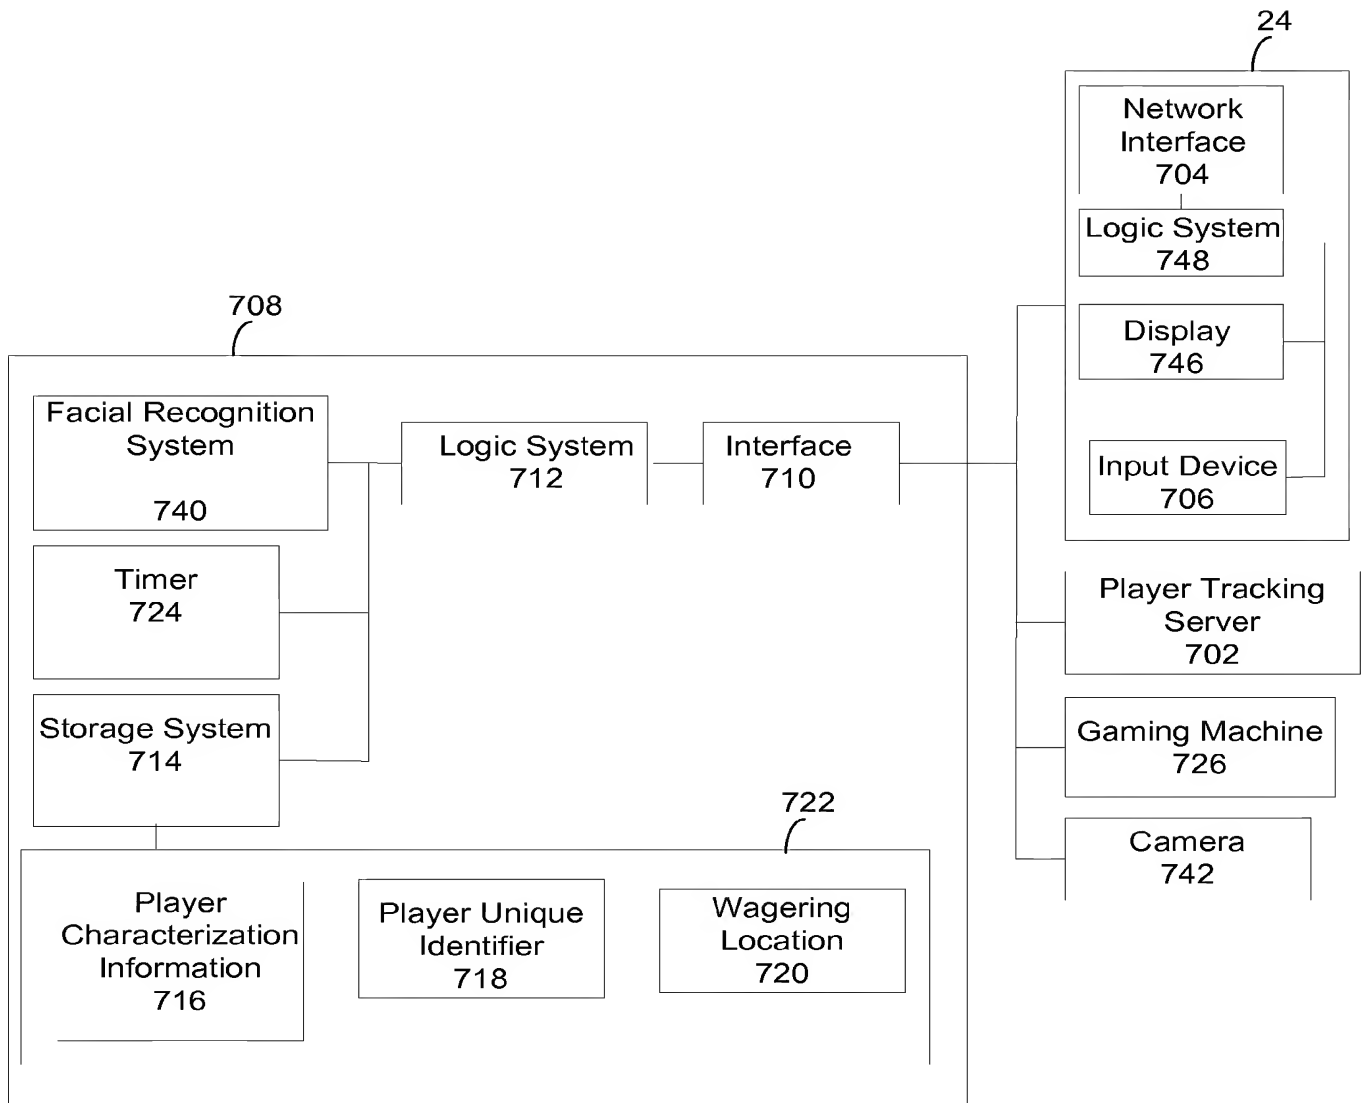 24
Network
Interface
704
Logic System
748
Display
746
Input Device
706
708
Facial Recognition
System
740
Logic System
712
Interface
710
Timer
724
Storage System
714
Player Tracking
Server
702
Gaming Machine
726
Camera
742
722
Player
Characterization
Information
716
Player Unique
Identifier
718
Wagering
Location
720